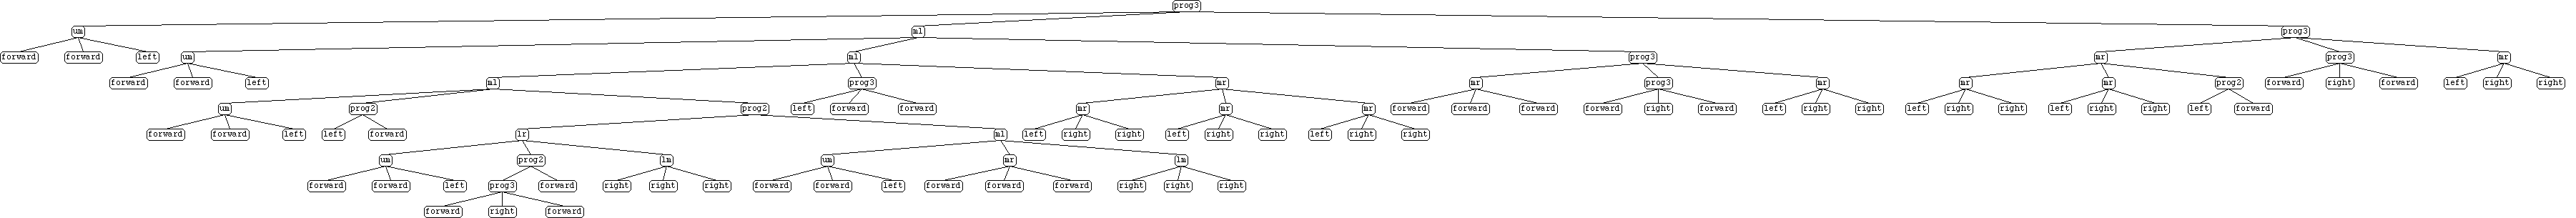 prog3
um ml prog3
forward forward left um ml prog3 mr prog3 mr
forward forward left ml prog3 mr mr prog3 mr mr mr prog2 forward right forward left right right
um prog2 prog2 left forward forward mr mr mr forward forward forward forward right forward left right right left right right left right right left forward
forward forward left left forward lr ml left right right left right right left right right
um prog2 lm um mr lm
forward forward left prog3 forward right right right forward forward left forward forward forward right right right
forward right forward